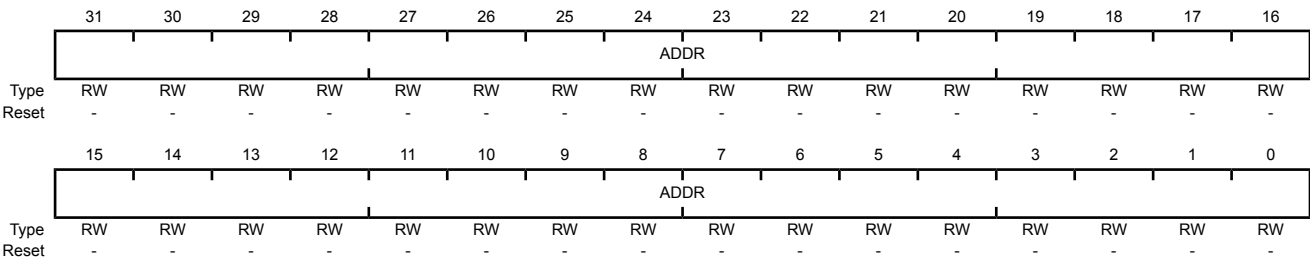 31 30 29 28 27 26 25 24 23 22 21 20 19 18 17 16
ADDR
Type RW RW RW RW RW RW RW RW RW RW RW RW RW RW RW RW
Reset - - - - - - - - - - - - - - - -
15 14 13 12 11 10 9 8 7 6 5 4 3 2 1 0
ADDR
Type RW RW RW RW RW RW RW RW RW RW RW RW RW RW RW RW
Reset - - - - - - - - - - - - - - - -